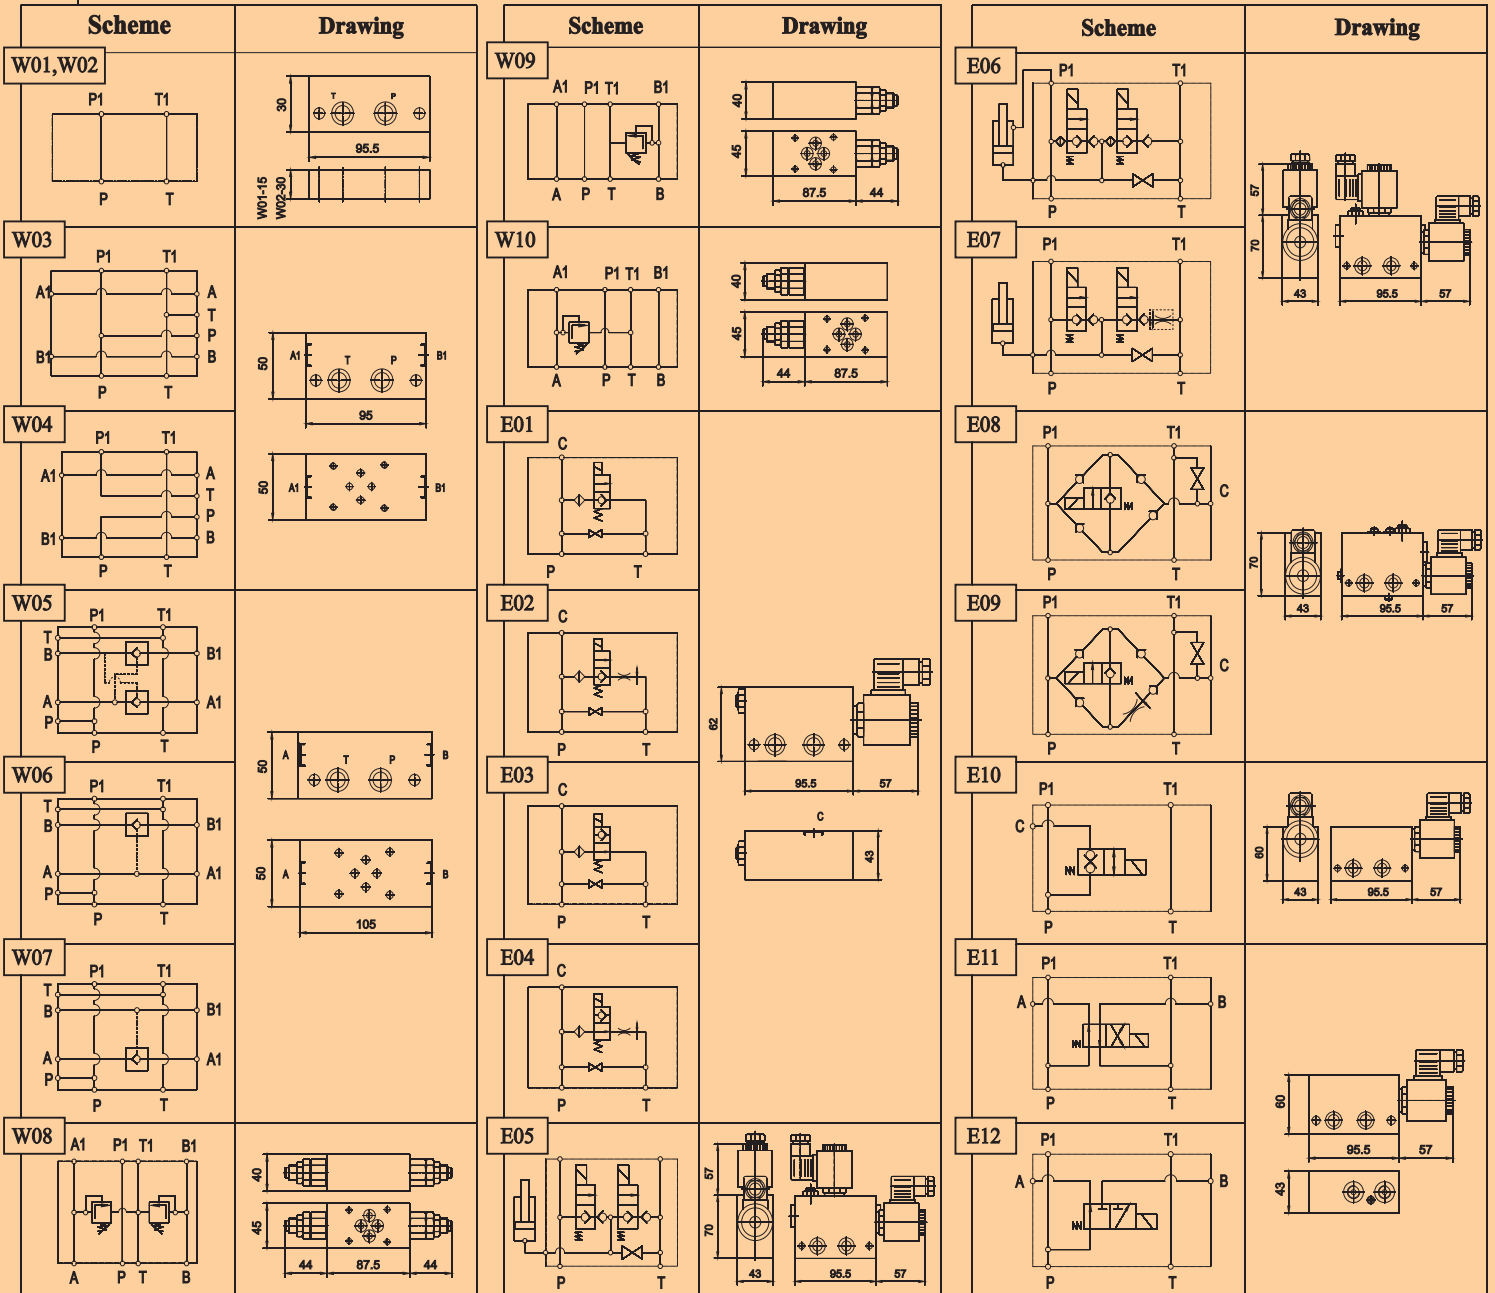 Scheme Drawing
W01,W02
P1 T1
P T
T P
30
95.5
W01-15
W02-30
W03
P1 T1
A1 A
T
P
B1 B
P T
W04
P1 T1
A1 A
T
P
B1 B
P T
50
A1 T P B1
95
50
A1 B1
W05
P1 T1
T
B B1
A A1
P
P T
W06
P1 T1
T
B B1
A A1
P
P T
W07
P1 T1
T
B B1
A A1
P
P T
50
A T P B
50
A B
105
W08
A1 P1 T1 B1
A P T B
40
45
44 87.5 44
Scheme Drawing
W09
A1 P1 T1 B1
A P T B
40
45
87.5 44
W10
A1 P1 T1 B1
A P T B
40
45
44 87.5
E01
C
P T
E02
C
P T
E03
C
P T
E04
C
P T
62
95.5 57
C
43
E05
P T
57
70
43 95.5 57
Scheme Drawing
E06
P1 T1
P T
E07
P1 T1
P T
57
70
43 95.5 57
E08
P1 T1
C
P T
E09
P1 T1
C
P T
70
43 95.5 57
E10
P1 T1
C
P T
60
43 95.5 57
E11
P1 T1
A B
P T
E12
P1 T1
A B
P T
60
95.5 57
43